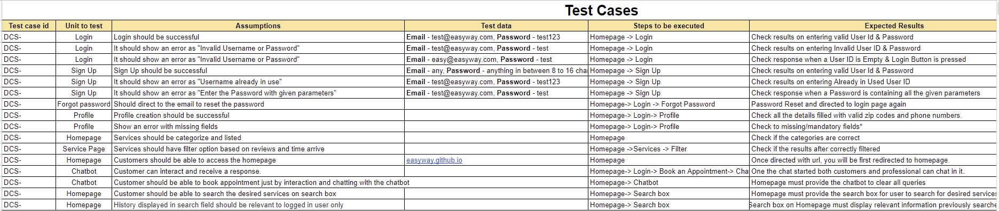 Test Cases
Test case id Unit to test Assumptions Test data Steps to be executed Expected Results
DCS- Login Login should be successful Email - test@easyway.com, Password - test123 Homepage -> Login Check results on entering valid User Id & Password
DCS- Login It should show an error as "Invalid Username or Password" Email - test@easyway.com, Password - test Homepage -> Login Check results on entering Invalid User ID & Password
DCS- Login It should show an error as "Invalid Username or Password" Email - easy@easyway.com, Password - test Homepage -> Login Check response when a User ID is Empty & Login Button is pressed
DCS- Sign Up Sign Up should be successful Email - any, Password - anything in between 8 to 16 cha Homepage -> Sign Up Check results on entering valid User Id & Password
DCS- Sign Up It should show an error as "Username already in use" Email - test@easyway.com, Password - test123 Homepage -> Sign Up Check results on entering Already in Used User ID
DCS- Sign Up It should show an error as "Enter the Password with given parameters" Email - test@easyway.com, Password - test Homepage -> Sign Up Check response when a Password is containing all the given parameters
DCS- Forgot password Should direct to the email to reset the password Homepage-> Login -> Forgot Password Password Reset and directed to login page again
DCS- Profile Profile creation should be successful Homepage-> Login-> Profile Check all the details filled with valid zip codes and phone numbers.
DCS- Profile Show an error with missing fields Homepage-> Login-> Profile Check to missing/mandatory fields*
DCS- Homepage Services should be categorize and listed Homepage Check if the categories are correct
DCS- Service Page Services should have filter option based on reviews and time arrive Homepage ->Services -> Filter Check if the results after correctly filtered
DCS- Homepage Customers should be able to access the homepage easyway.github.io Homepage Once directed with url, you will be first redirected to homepage.
DCS- Chatbot Customer can interact and receive a response. Homepage-> Login-> Book an Appointment-> Cha One the chat started both customers and professional can chat in it.
DCS- Chatbot Customer should be able to book appointment just by interaction and chatting with the chatbot Homepage-> Chatbot Homepage must provide the chatbot to clear all queries
DCS- Homepage Customer should be able to search the desired services on search box Homepage-> Search box Homepage must provide the search box for user to search for desired services
DCS- Homepage History displayed in search field should be relevant to logged in user only Homepage-> Search box Search box on Homepage must display relevant information previously searche